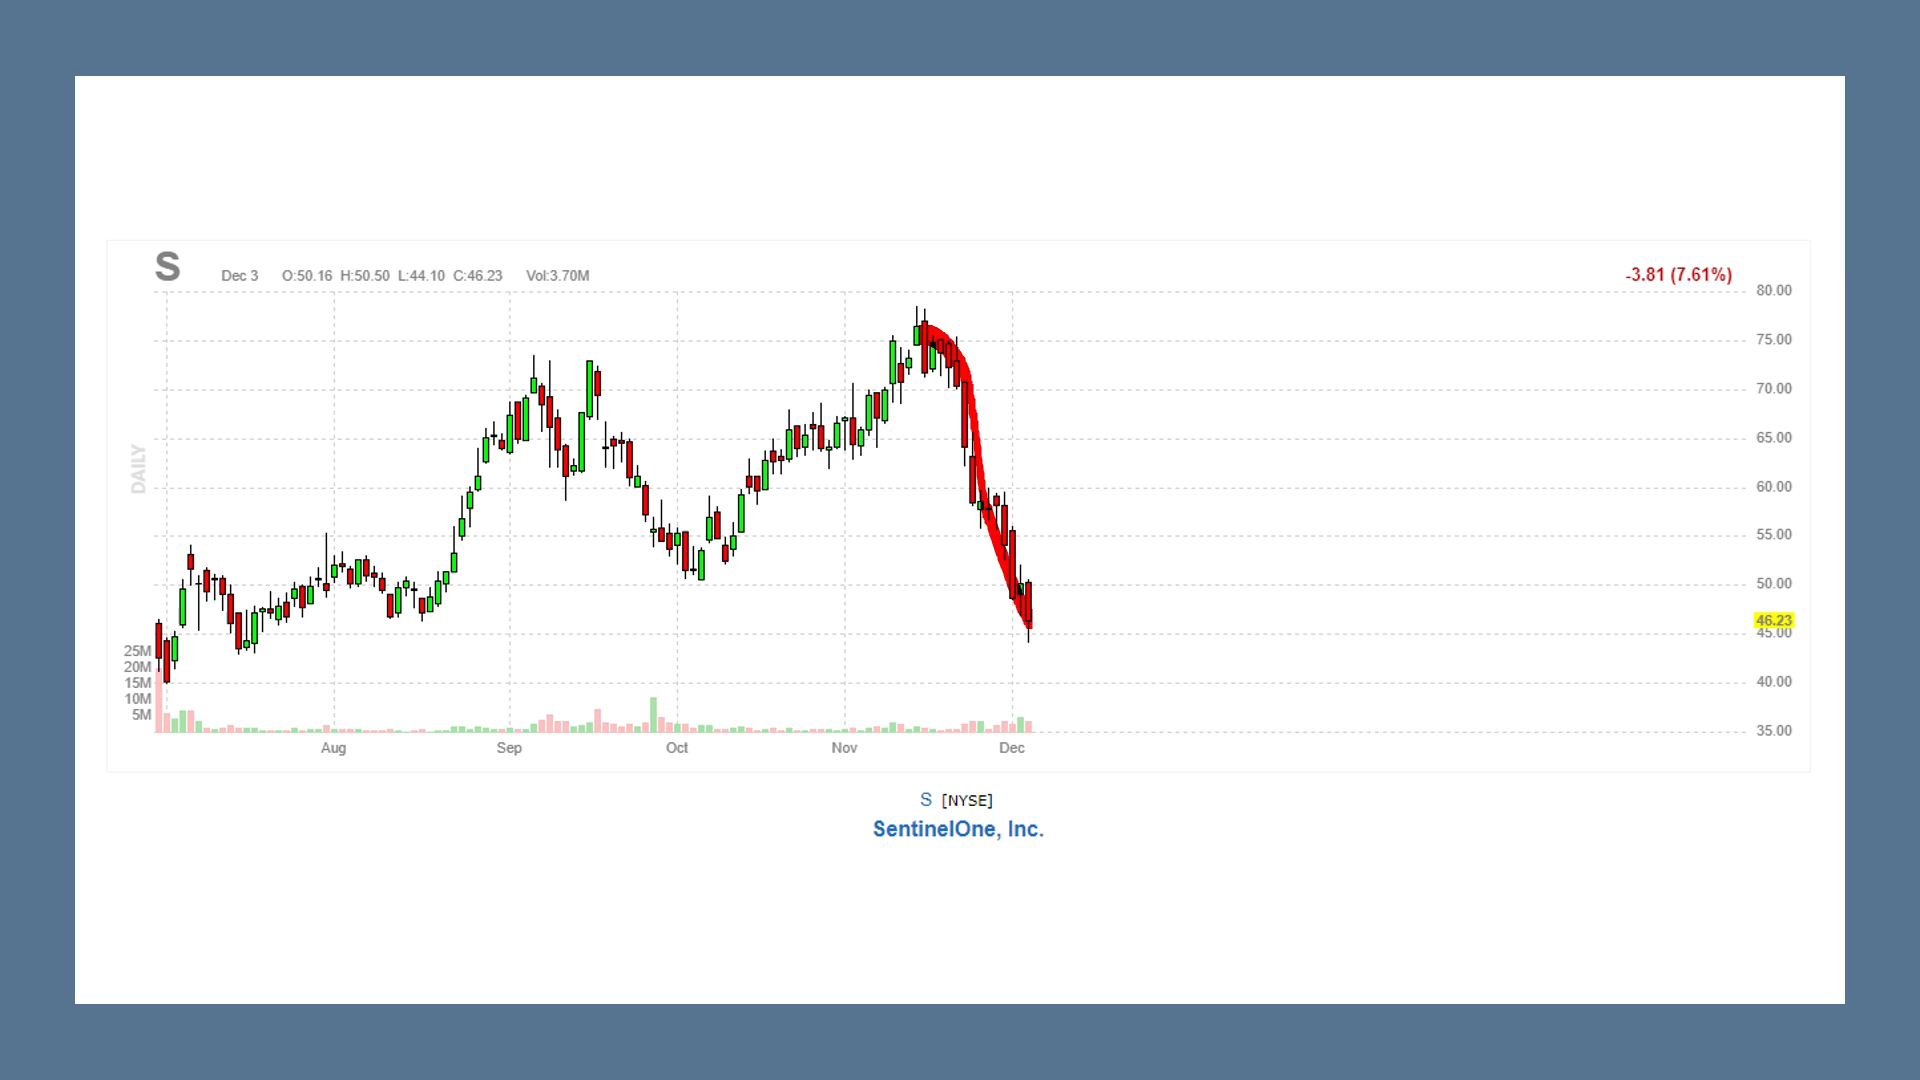 S Dec 3 O:50.16 H:50.50 L:44.10 C:46.23 Vol:3.70M -3.81 (7.61%)
80.00
75.00
70.00
65.00
DAILY
60.00
55.00
50.00
46.23
45.00
25M
20M
15M
40.00
10M
5M
35.00
Aug Sep Oct Nov Dec
S [NYSE]
SentinelOne, Inc.